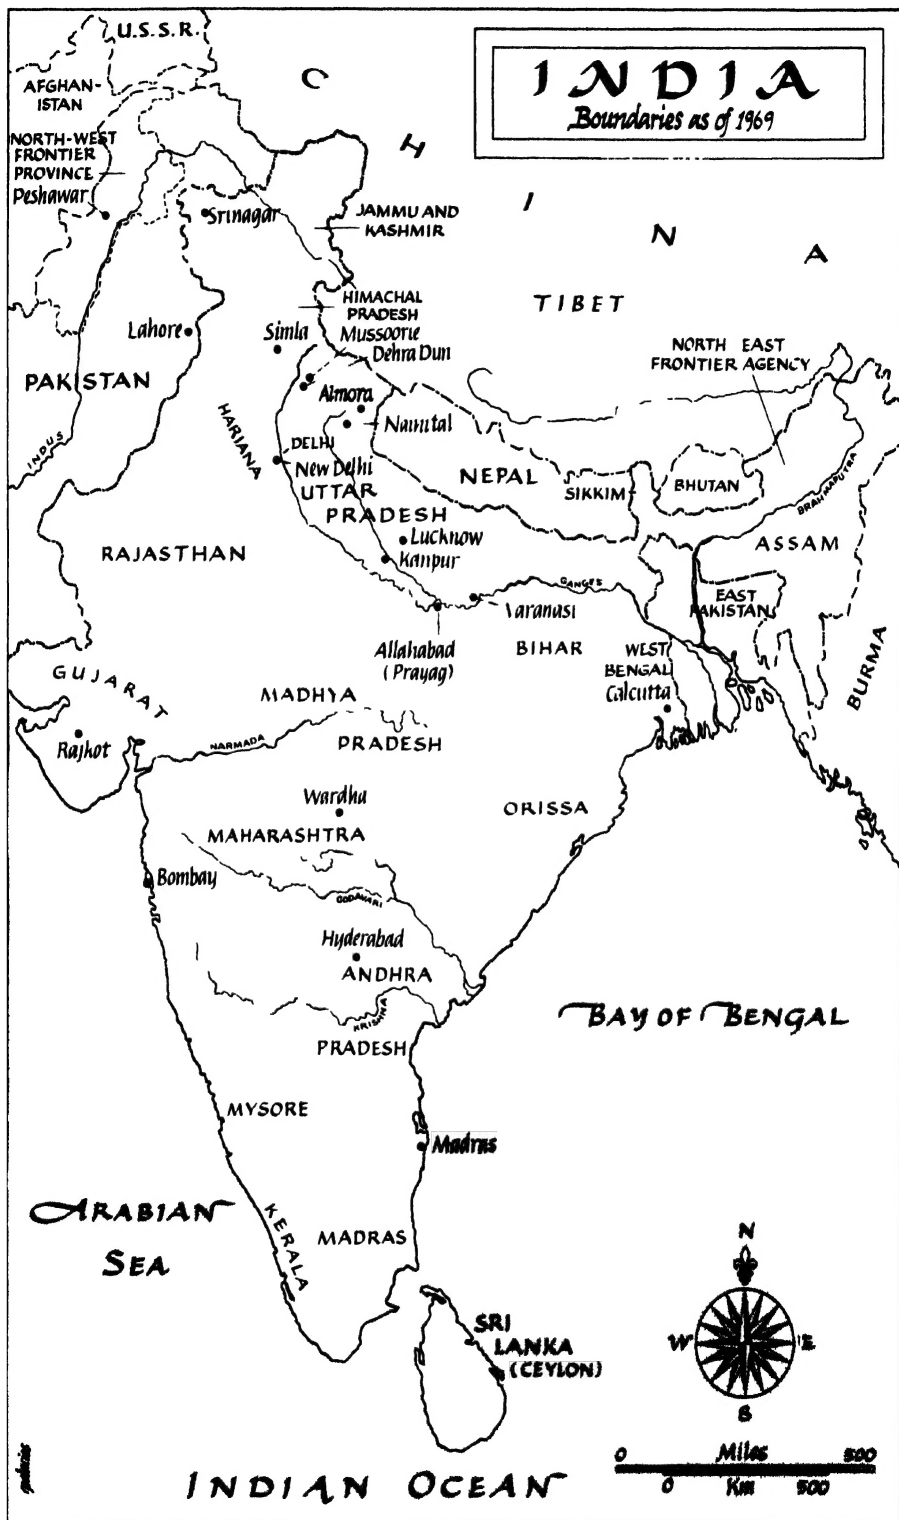 U.S.S.R.
C
INDIA
Boundaries as of 1969
AFGHAN-
ISTAN
H
NORTH-WEST
FRONTIER
PROVINCE
Peshawar
Srinagar
JAMMU AND
KASHMIR
I
N
A
TIBET
HIMACHAL
PRADESH
Lahore
Simla
Mussoorie
Dehra Dun
NORTH EAST
FRONTIER AGENCY
PAKISTAN
Almora
Nainital
HARIANA
INDUS
DELHI
New Delhi
NEPAL
SIKKIM
BHUTAN
BRAHMAPUTRA
UTTAR
PRADESH
Lucknow
Kanpur
RAJASTHAN
ASSAM
GANGES
Varanasi
EAST
PAKISTAN
Allahabad
(Prayag)
BIHAR
WEST
BENGAL
Calcutta
BURMA
GUJARAT
MADHYA
PRADESH
Rajkot
NARMADA
Wardha
MAHARASHTRA
ORISSA
Bombay
GODAVARI
Hyderabad
ANDHRA
KRISHNA
PRADESH
BAY OF BENGAL
MYSORE
Madras
ARABIAN
SEA
KERALA
MADRAS
N
SRI
LANKA
(CEYLON)
W
E
S
0 Miles 500
0 Km 500
INDIAN OCEAN